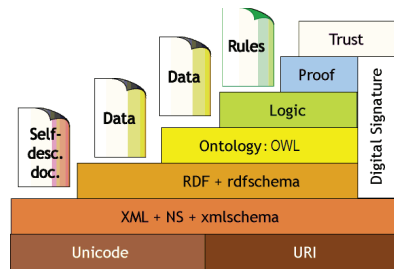 Trust
Rules
Proof
Data
Logic
Data
Digital Signature
Ontology: OWL
Self-
desc.
doc.
RDF + rdfschema
XML + NS + xmlschema
Unicode
URI